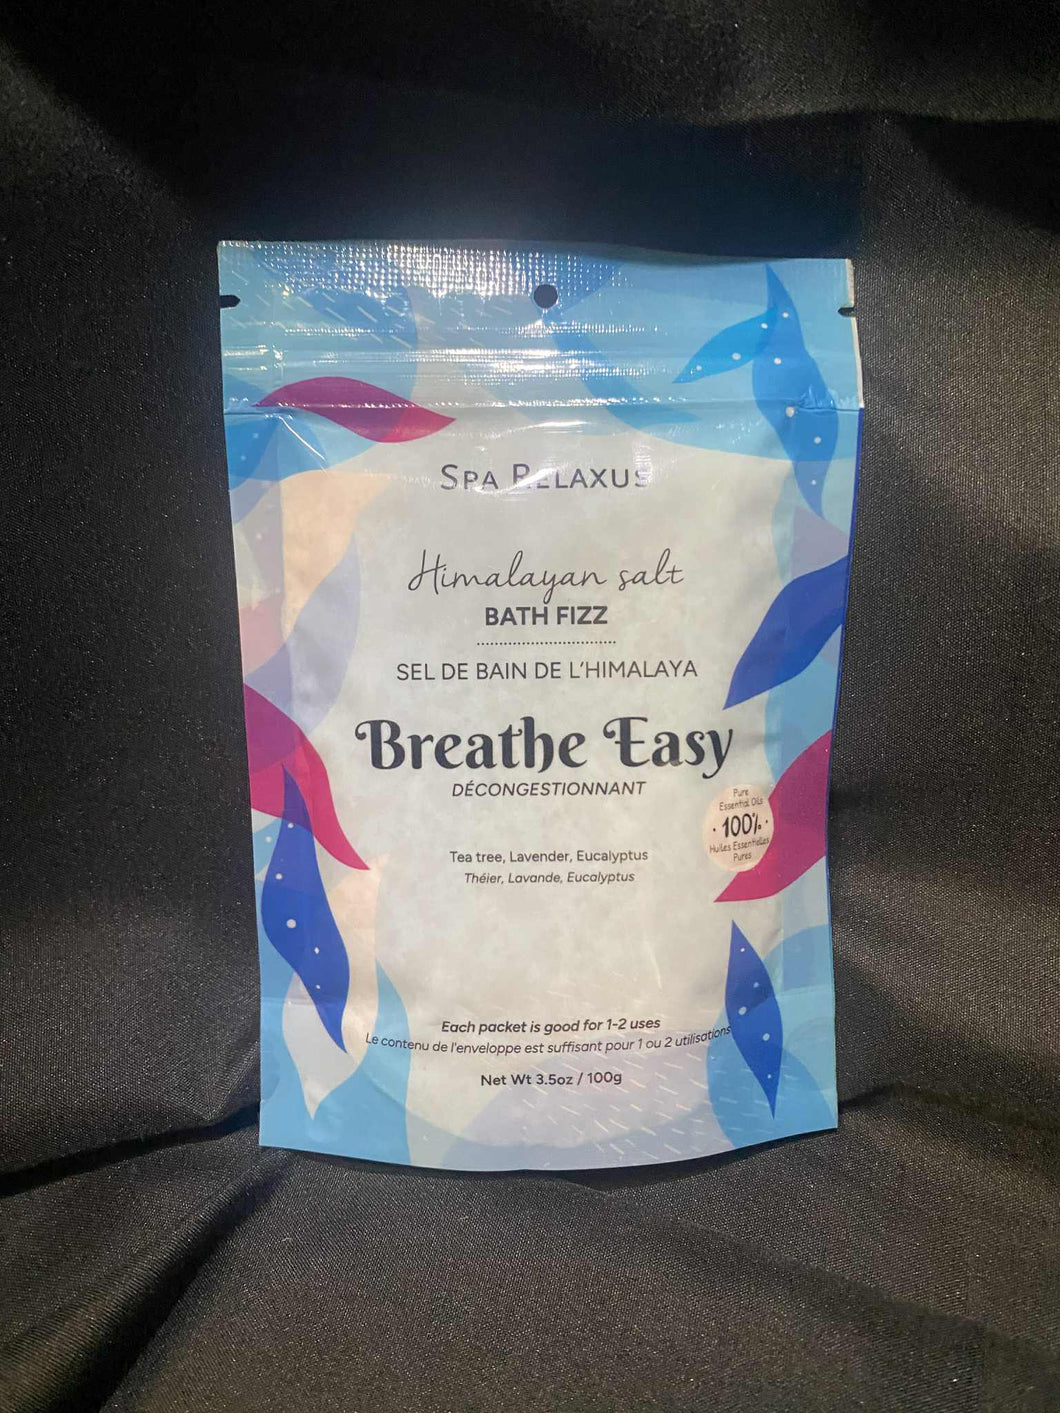 SPA RELAXUS
Himalayan salt
BATH FIZZ
SEL DE BAIN DE L'HIMALAYA
Breathe Easy
DÉCONGESTIONNANT
Pure
Essential Oils
· 100% ·
Huiles Essentielles
Pures
Tea tree, Lavender, Eucalyptus
Théier, Lavande, Eucalyptus
Each packet is good for 1-2 uses
Le contenu de l'enveloppe est suffisant pour 1 ou 2 utilisations
Net Wt 3.5oz / 100g